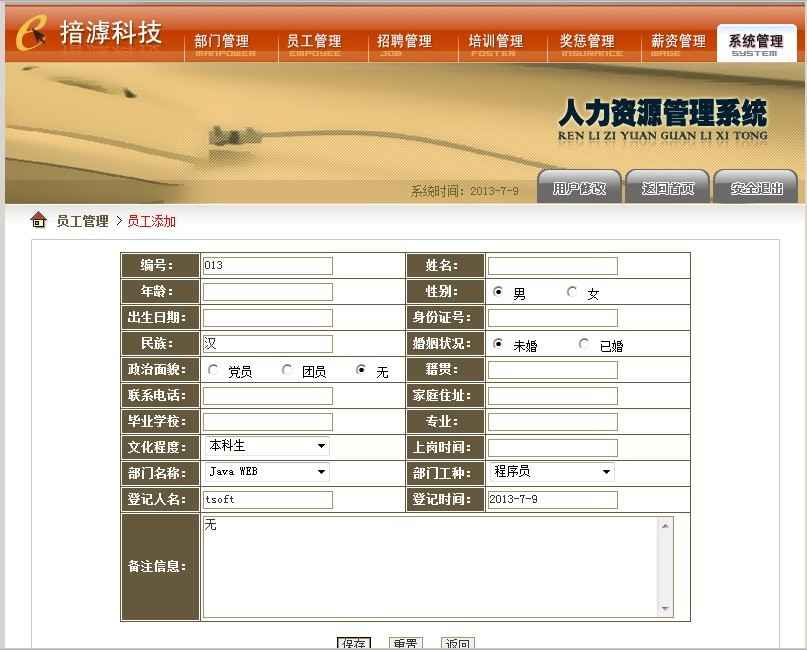 掊滹科技
部门管理 员工管理 招聘管理 培训管理 奖惩管理 薪资管理 系统管理
MANPOWER EMPOYEE JOB FOSTER INSURANCE WAGE SYSTEM
人力资源管理系统
REN LI ZI YUAN GUAN LI XI TONG
系统时间：2013-7-9 用户修改 返回首页 安全退出
员工管理 > 员工添加
编号： 013 姓名：
年龄： 性别： 男 女
出生日期： 身份证号：
民族： 汉 婚姻状况： 未婚 已婚
政治面貌： 党员 团员 无 籍贯：
联系电话： 家庭住址：
毕业学校： 专业：
文化程度： 本科生 上岗时间：
部门名称： Java WEB 部门工种： 程序员
登记人名： tsoft 登记时间： 2013-7-9
备注信息： 无
保存 重置 返回